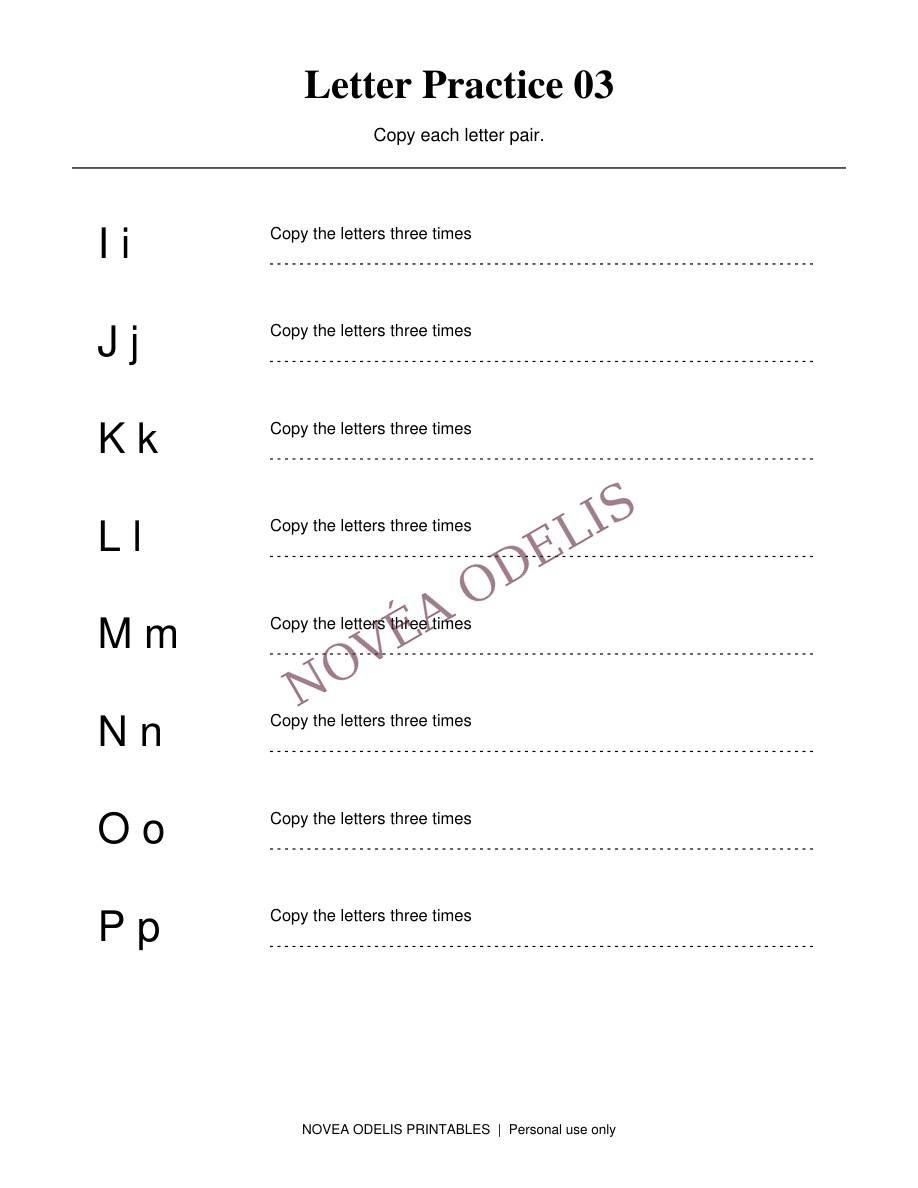 Letter Practice 03
Copy each letter pair.
I i
Copy the letters three times
J j
Copy the letters three times
K k
Copy the letters three times
L l
Copy the letters three times
M m
Copy the letters three times
N n
Copy the letters three times
O o
Copy the letters three times
P p
Copy the letters three times
NOVÉA ODELIS
NOVEA ODELIS PRINTABLES | Personal use only